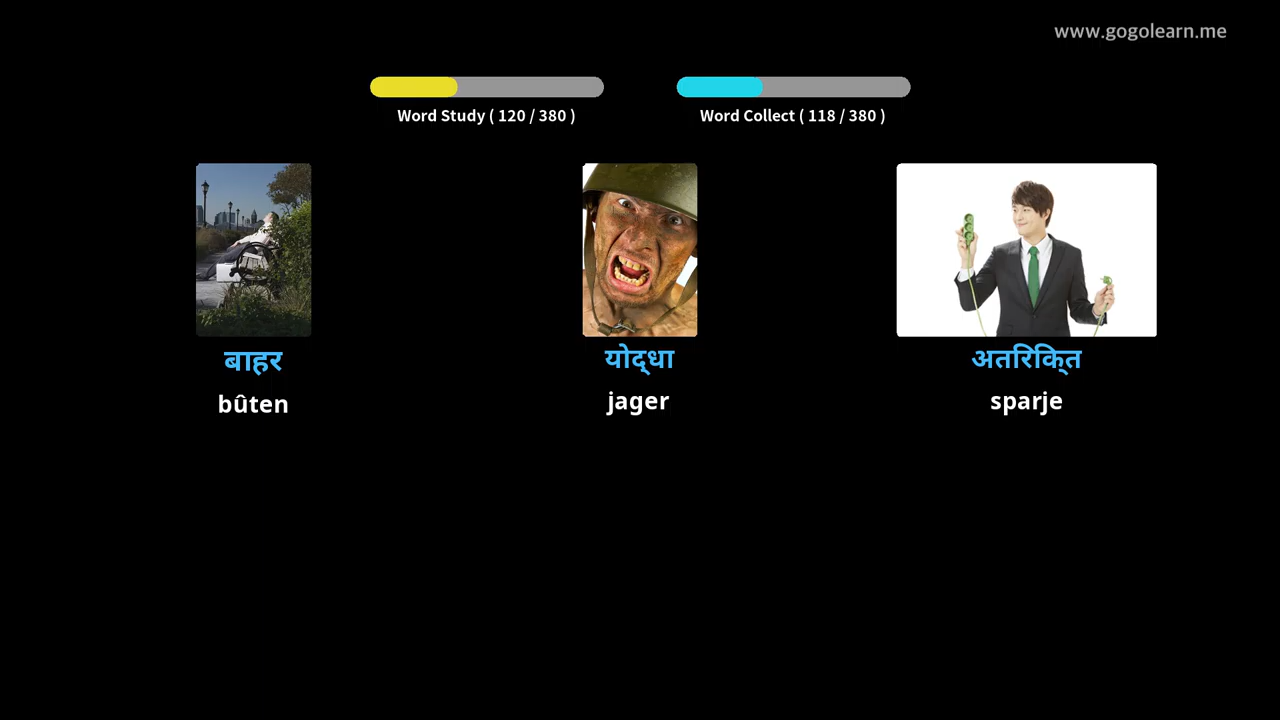 www.gogolearn.me
Word Study ( 120 / 380 )
Word Collect ( 118 / 380 )
बाहर
योद्धा
अतरिक्ति
bûten
jager
sparje